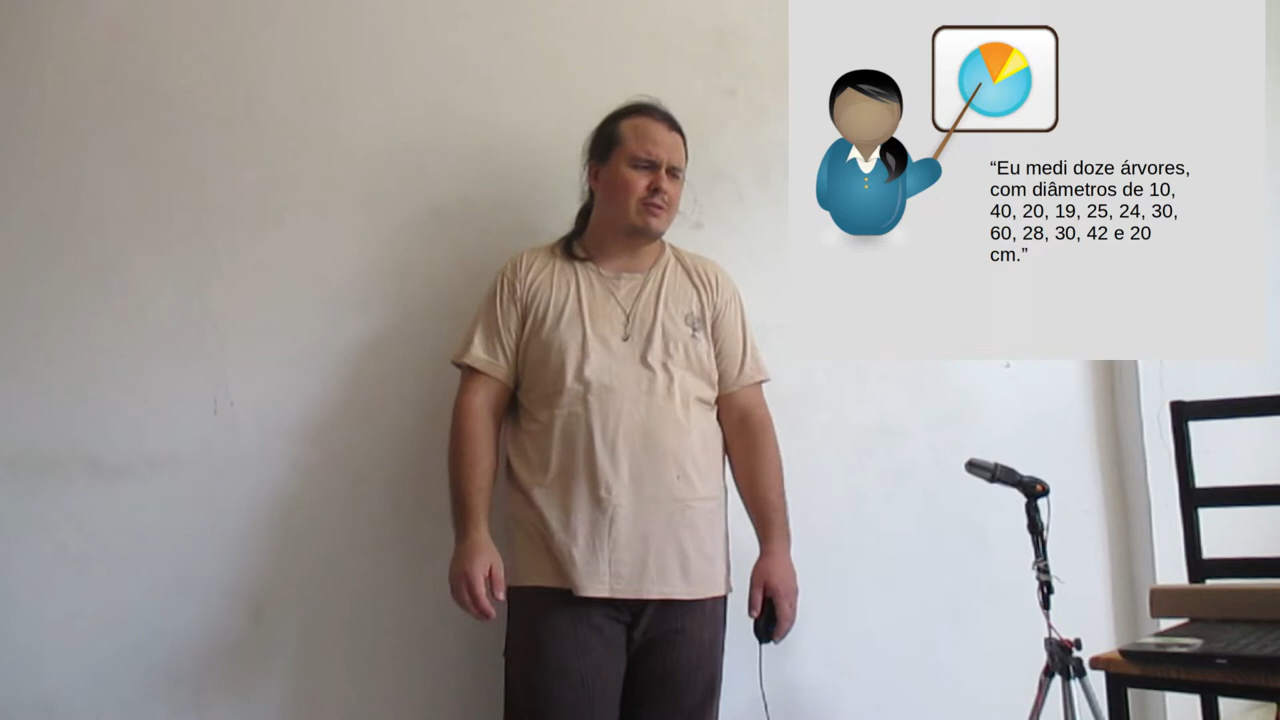 “Eu medi doze árvores,
com diâmetros de 10,
40, 20, 19, 25, 24, 30,
60, 28, 30, 42 e 20
cm.”